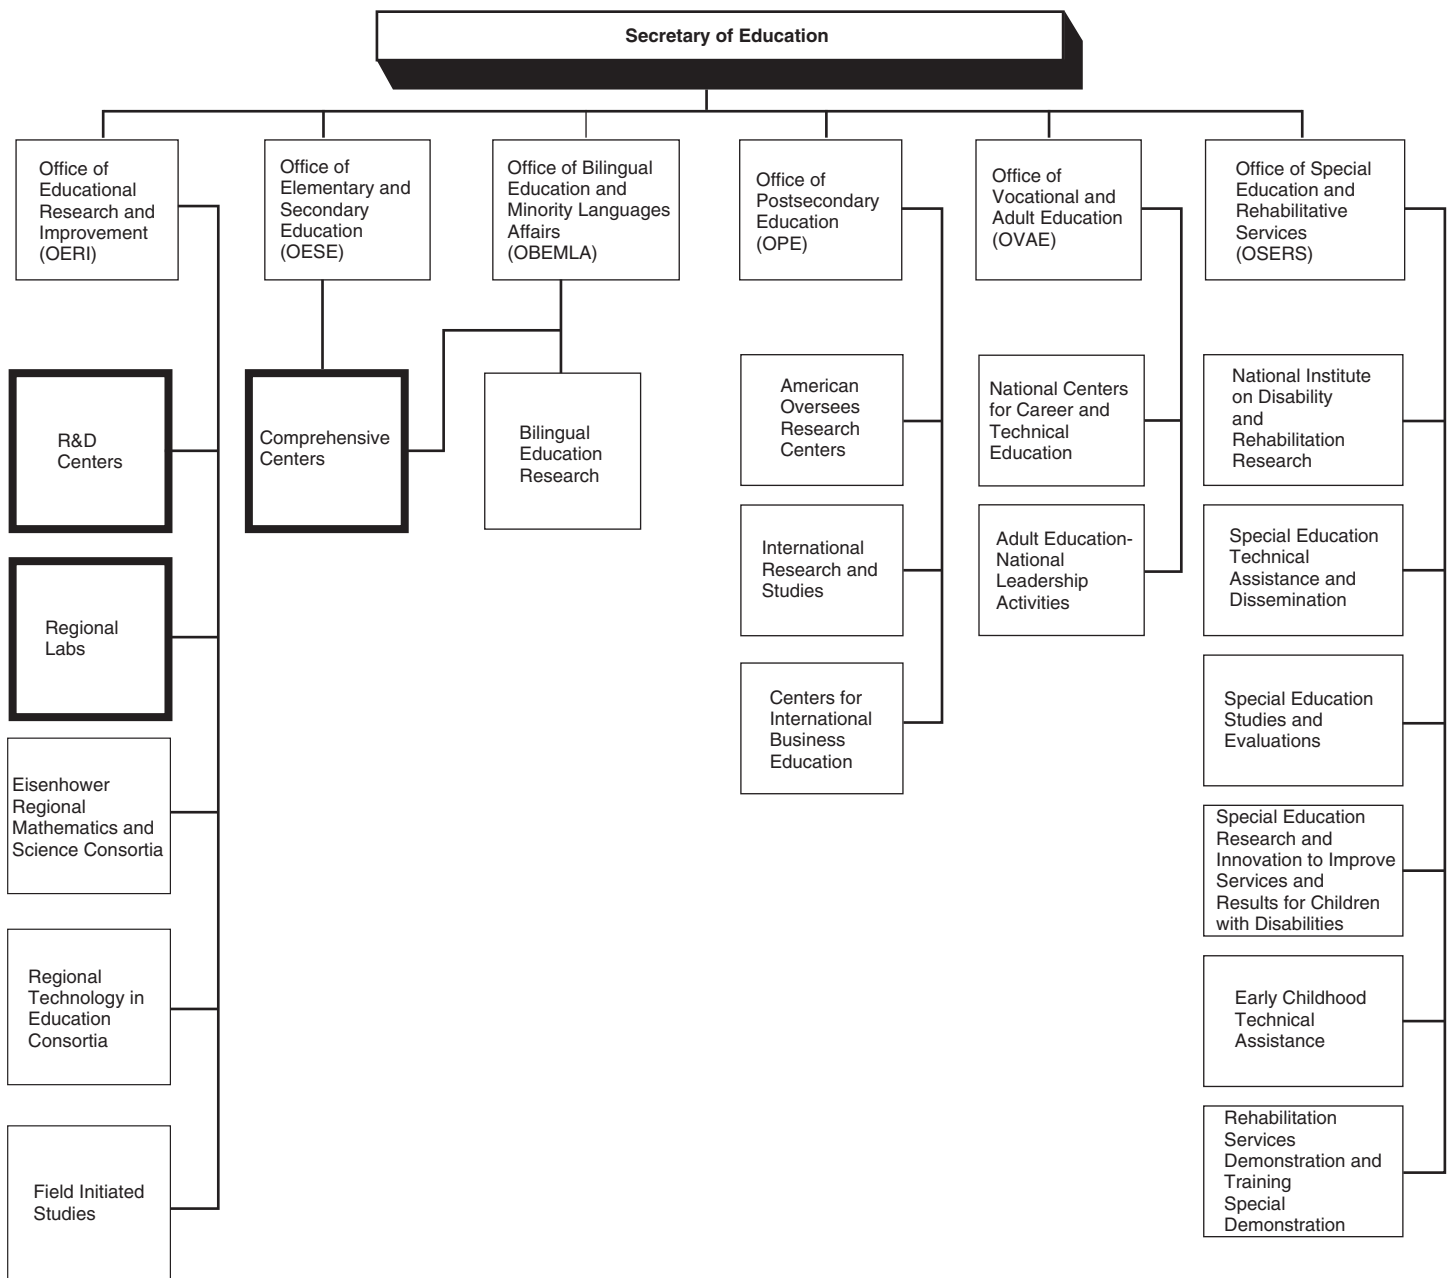 Secretary of Education
Office of
Educational
Research and
Improvement
(OERI)
Office of
Elementary and
Secondary
Education
(OESE)
Office of Bilingual
Education and
Minority Languages
Affairs
(OBEMLA)
Office of
Postsecondary
Education
(OPE)
Office of
Vocational and
Adult Education
(OVAE)
Office of Special
Education and
Rehabilitative
Services
(OSERS)
R&D
Centers
Regional
Labs
Eisenhower
Regional
Mathematics and
Science Consortia
Regional
Technology in
Education
Consortia
Field Initiated
Studies
Comprehensive
Centers
Bilingual
Education
Research
American
Oversees
Research
Centers
International
Research and
Studies
Centers for
International
Business
Education
National Centers
for Career and
Technical
Education
Adult Education-
National
Leadership
Activities
National Institute
on Disability
and
Rehabilitation
Research
Special Education
Technical
Assistance and
Dissemination
Special Education
Studies and
Evaluations
Special Education
Research and
Innovation to Improve
Services and
Results for Children
with Disabilities
Early Childhood
Technical
Assistance
Rehabilitation
Services
Demonstration and
Training
Special
Demonstration